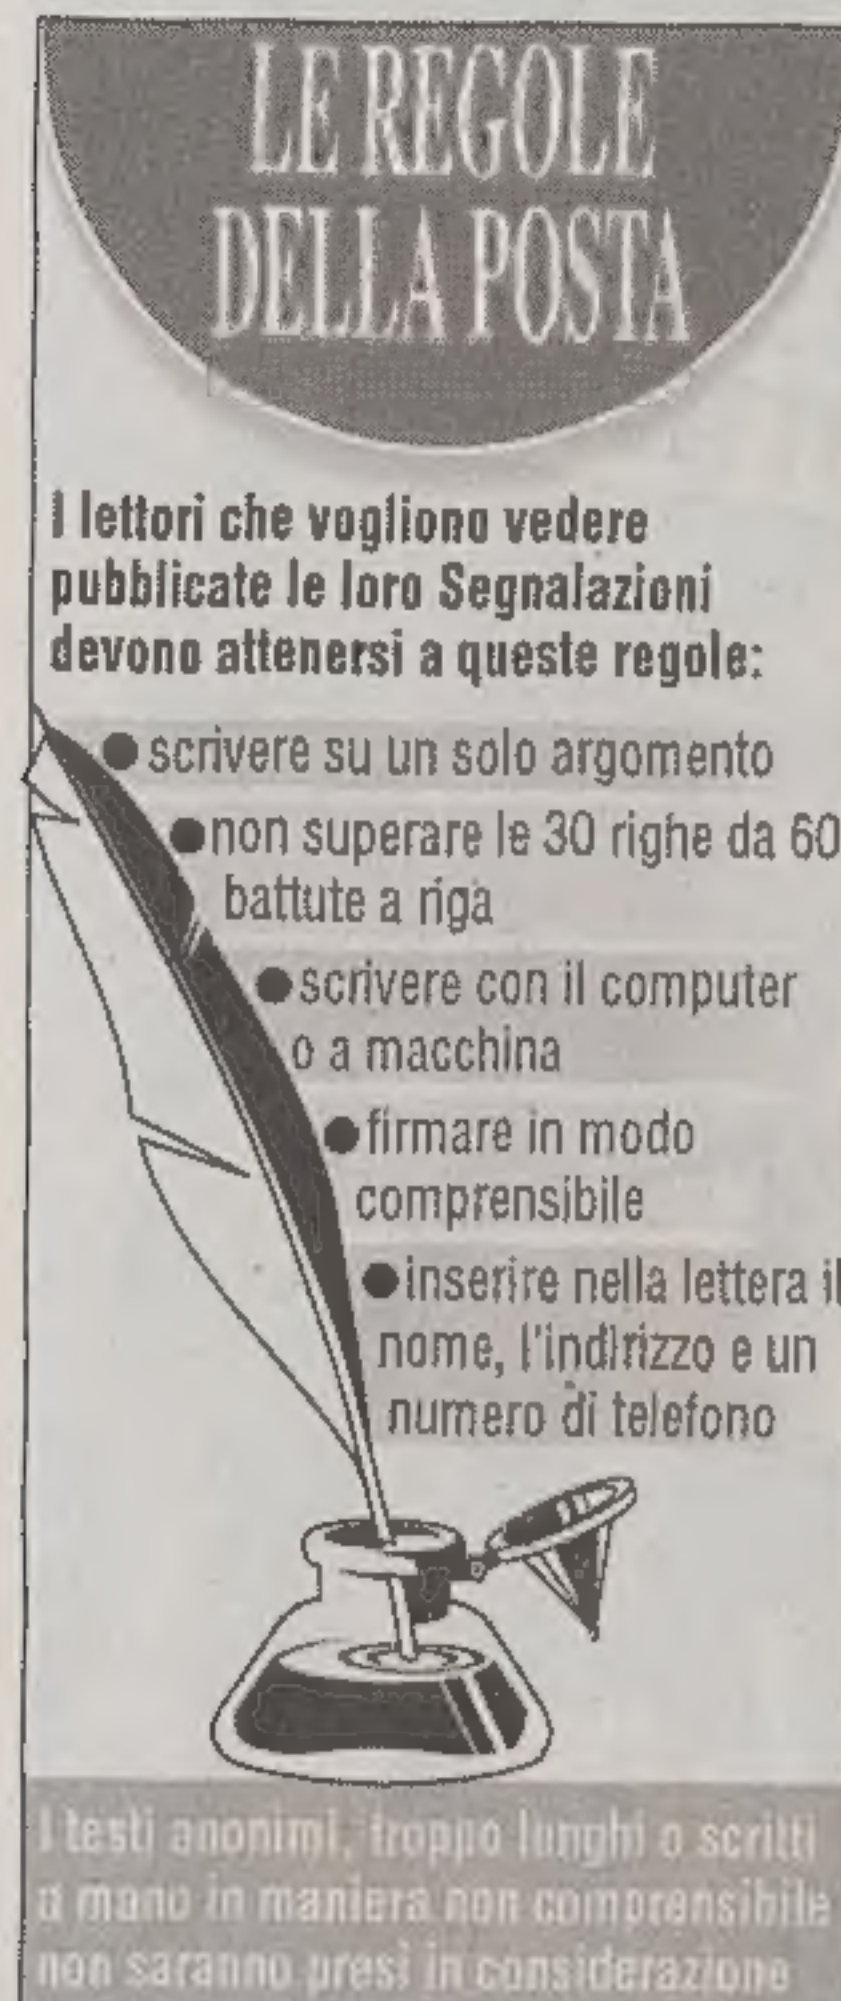 LE REGOLE
DELLA POSTA
I lettori che vogliono vedere
pubblicate le loro Segnalazioni
devono attenersi a queste regole:
● scrivere su un solo argomento
● non superare le 30 righe da 60
battute a riga
● scrivere con il computer
o a macchina
● firmare in modo
comprensibile
● inserire nella lettera il
nome, l'indirizzo e un
numero di telefono
I testi anonimi, troppo lunghi o scritti
a mano in maniera non comprensibile
non saranno presi in considerazione